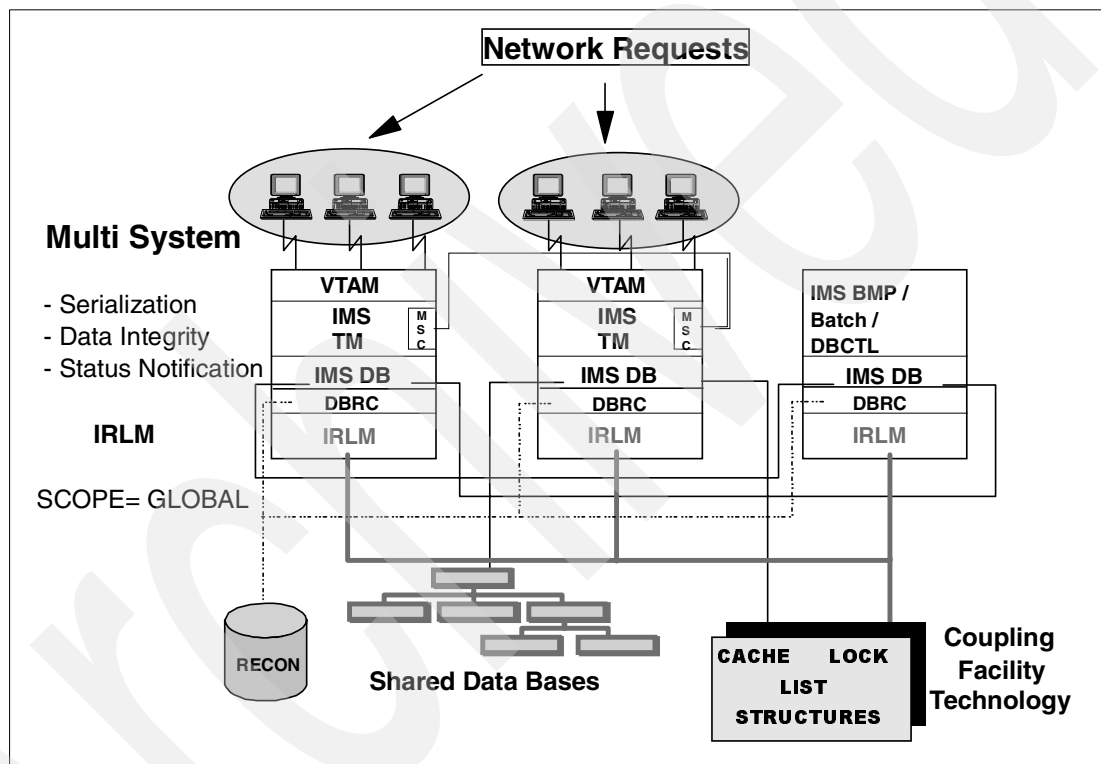 Network Requests
Multi System
- Serialization
- Data Integrity
- Status Notification
IRLM
SCOPE= GLOBAL
VTAM
IMS
TM
MSC
IMS DB
DBRC
IRLM
VTAM
IMS
TM
MSC
IMS DB
DBRC
IRLM
IMS BMP /
Batch /
DBCTL
IMS DB
DBRC
IRLM
RECON
Shared Data Bases
CACHE LOCK
LIST
STRUCTURES
Coupling
Facility
Technology